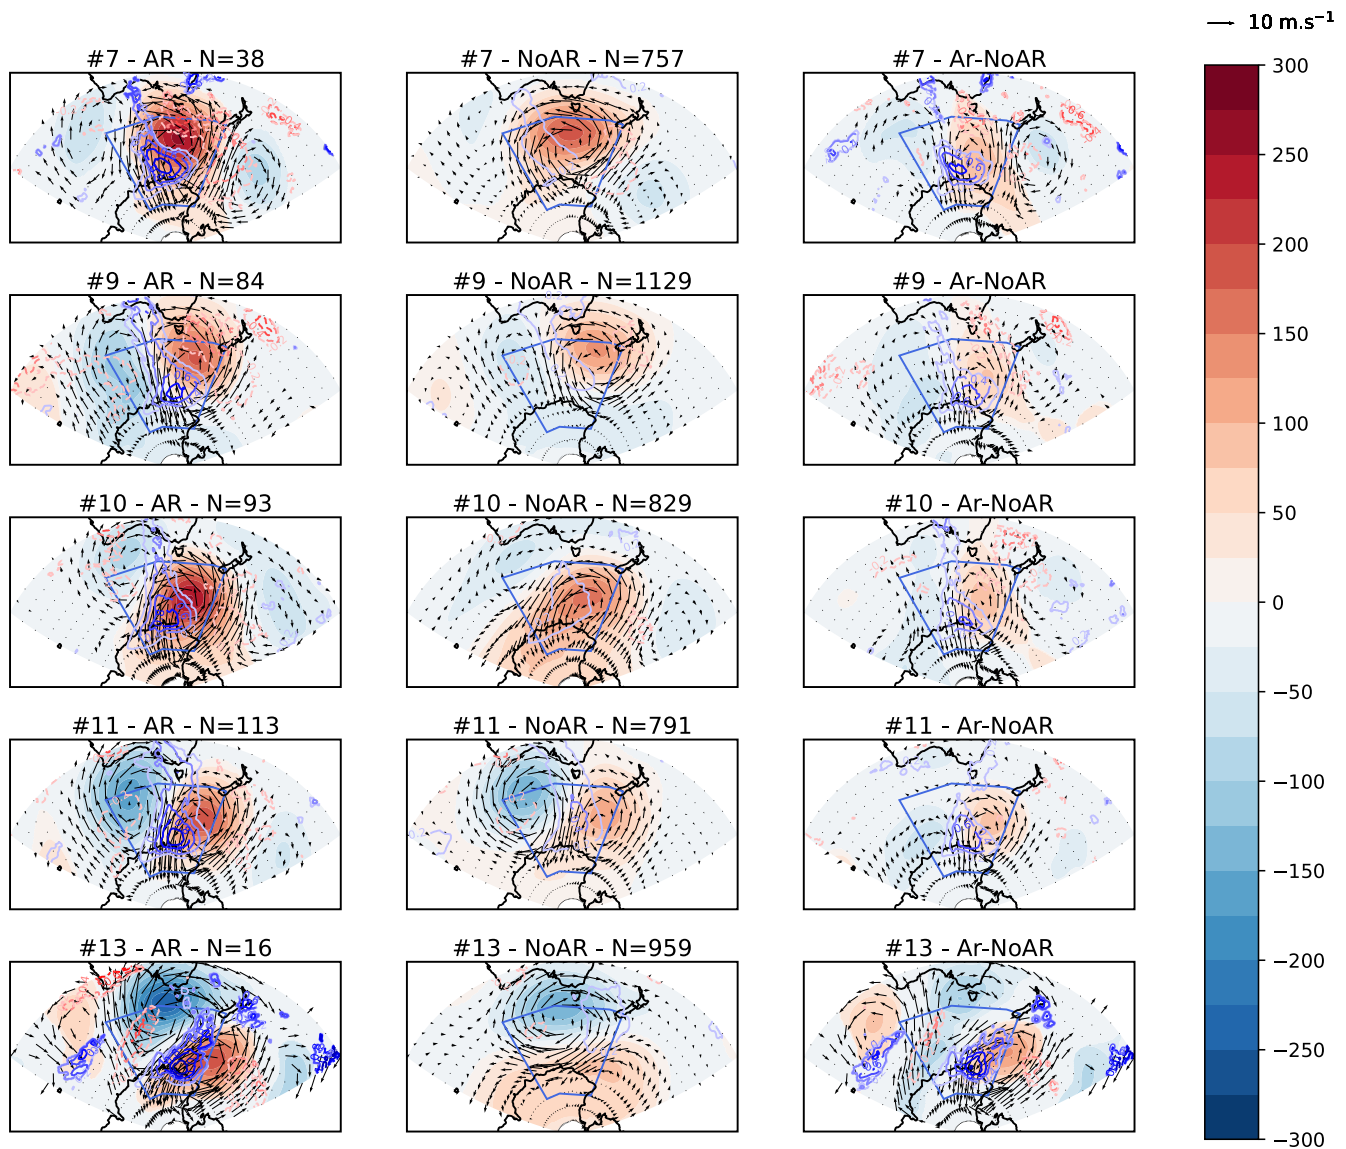 10 m.s⁻¹
#7 - AR - N=38
#7 - NoAR - N=757
#7 - Ar-NoAR
#9 - AR - N=84
#9 - NoAR - N=1129
#9 - Ar-NoAR
#10 - AR - N=93
#10 - NoAR - N=829
#10 - Ar-NoAR
#11 - AR - N=113
#11 - NoAR - N=791
#11 - Ar-NoAR
#13 - AR - N=16
#13 - NoAR - N=959
#13 - Ar-NoAR
300
250
200
150
100
50
0
−50
−100
−150
−200
−250
−300